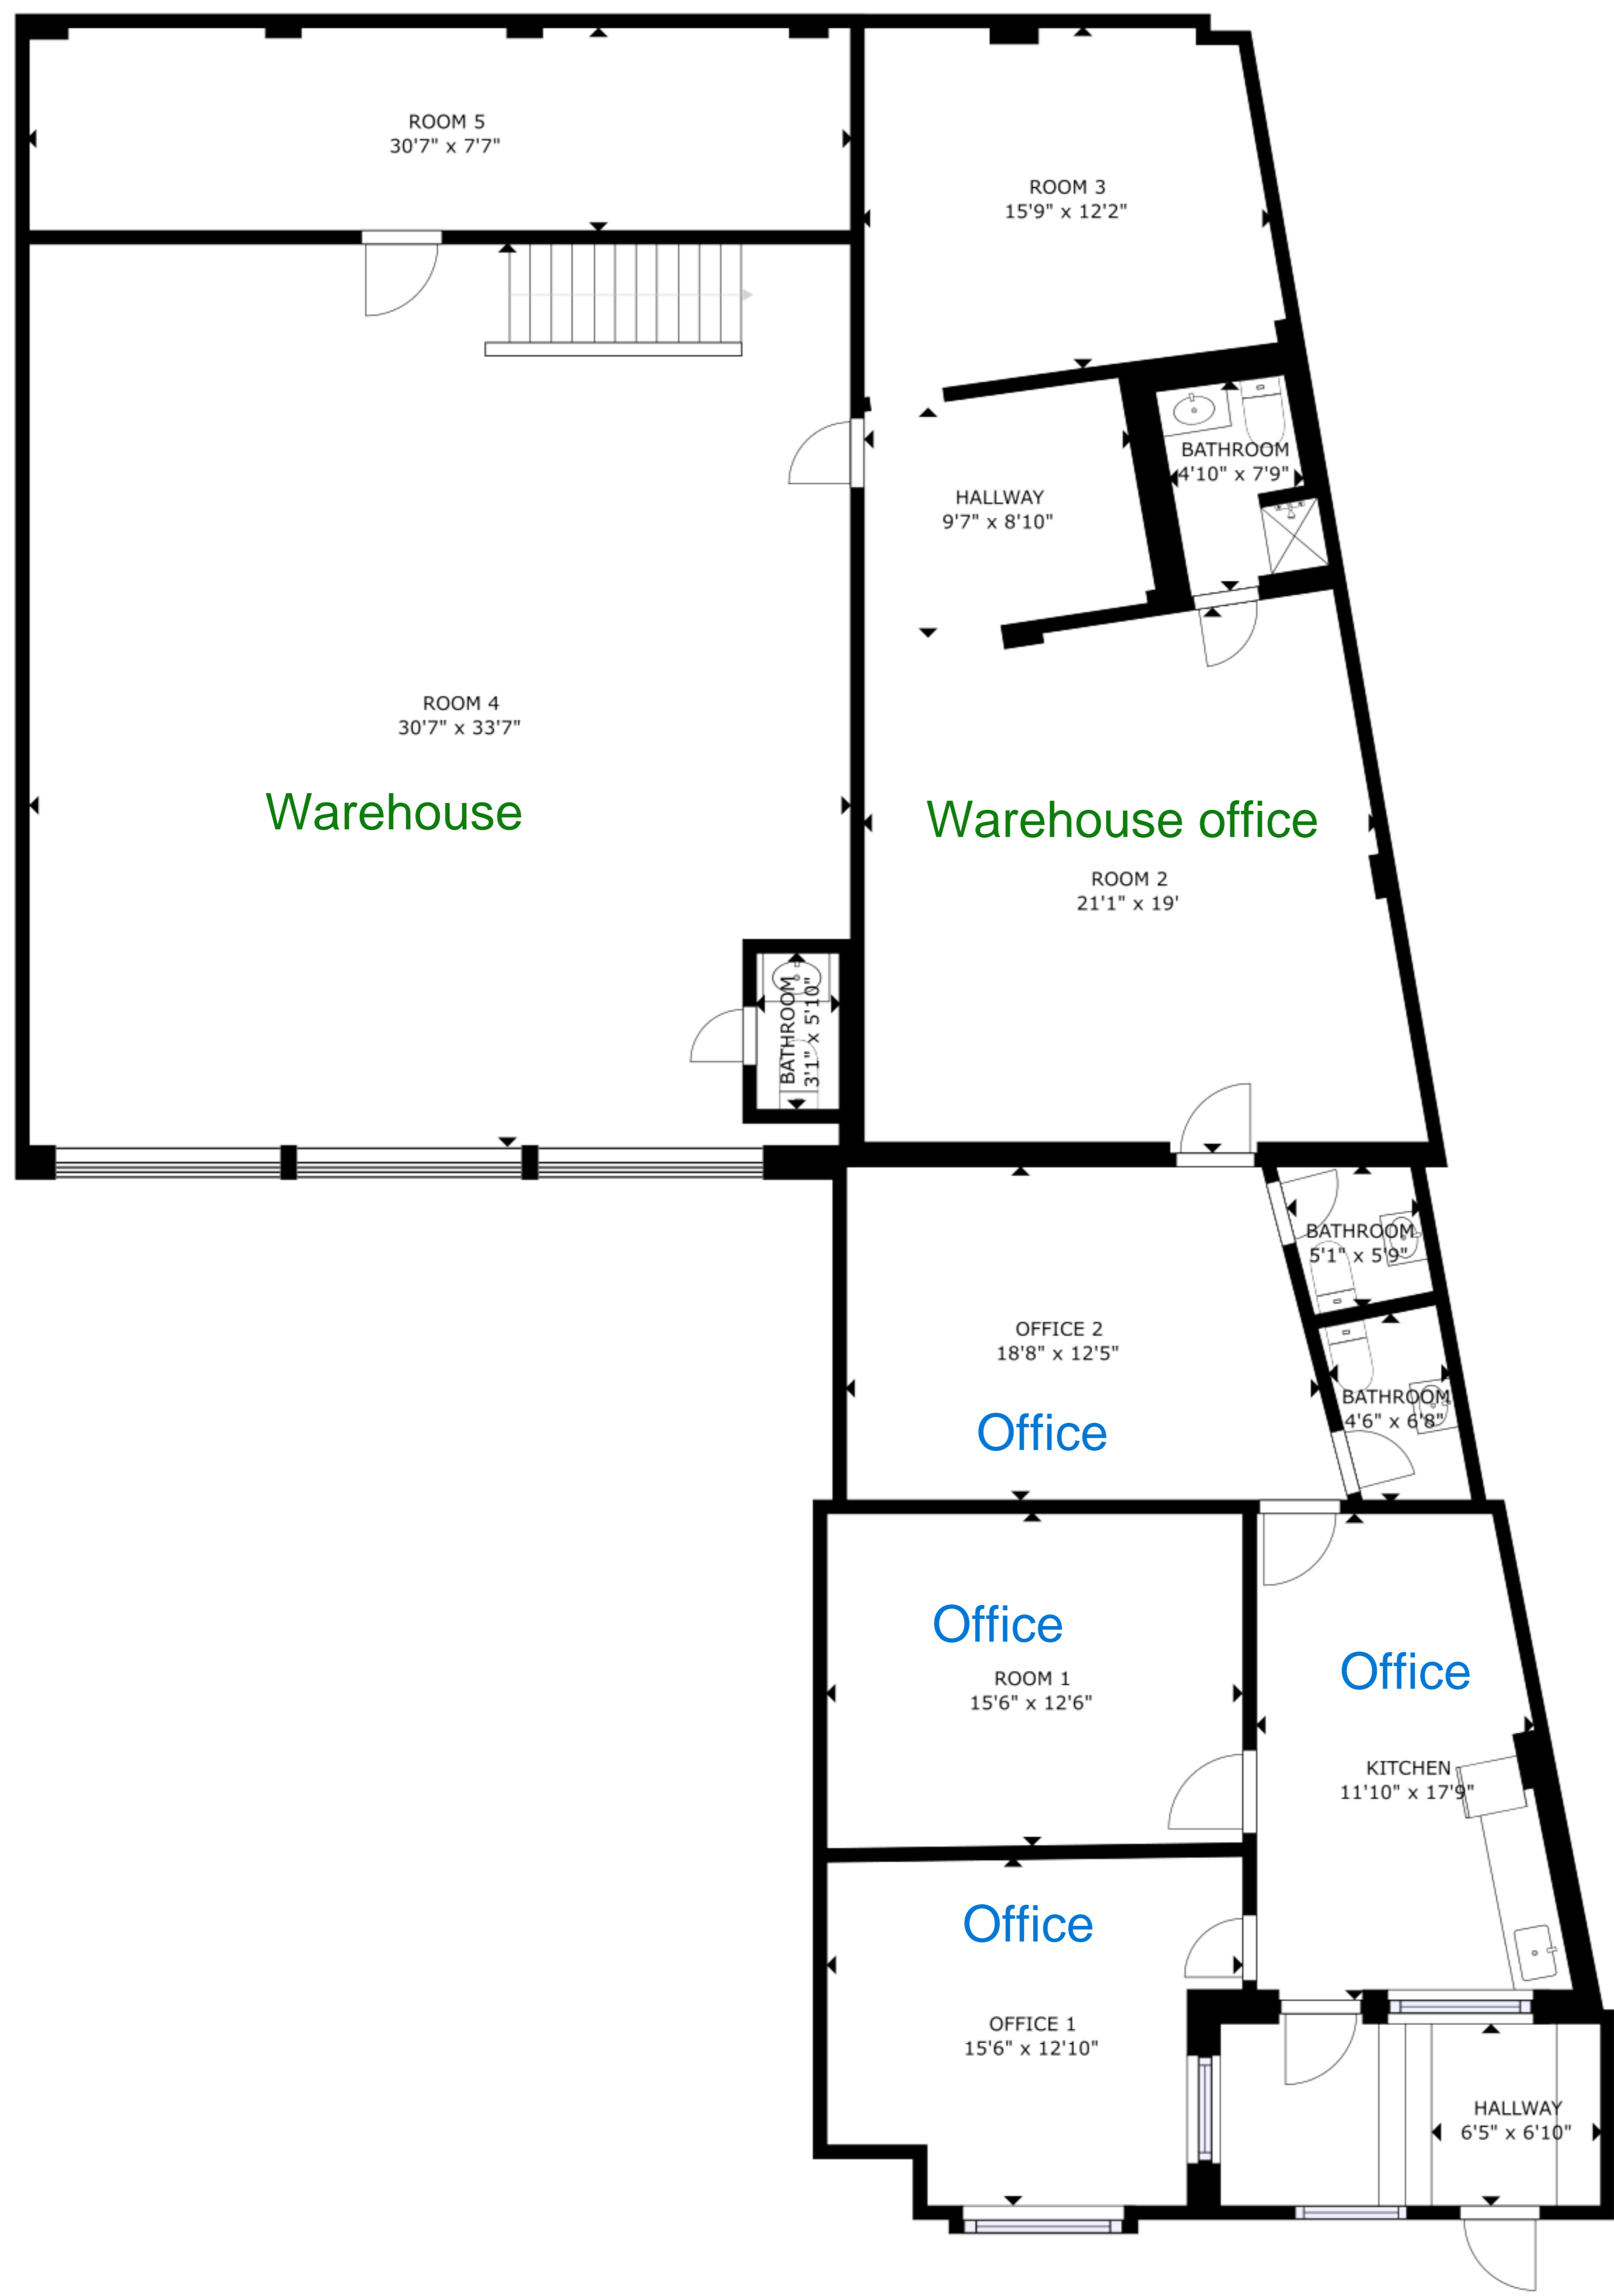 ROOM 5
30'7" x 7'7"
ROOM 3
15'9" x 12'2"
BATHROOM
4'10" x 7'9"
HALLWAY
9'7" x 8'10"
ROOM 4
30'7" x 33'7"
Warehouse
Warehouse office
ROOM 2
21'1" x 19'
BATHROOM
3'1" x 5'10"
BATHROOM
5'1" x 5'9"
OFFICE 2
18'8" x 12'5"
BATHROOM
4'6" x 6'8"
Office
Office
ROOM 1
15'6" x 12'6"
Office
KITCHEN
11'10" x 17'9"
Office
OFFICE 1
15'6" x 12'10"
HALLWAY
6'5" x 6'10"